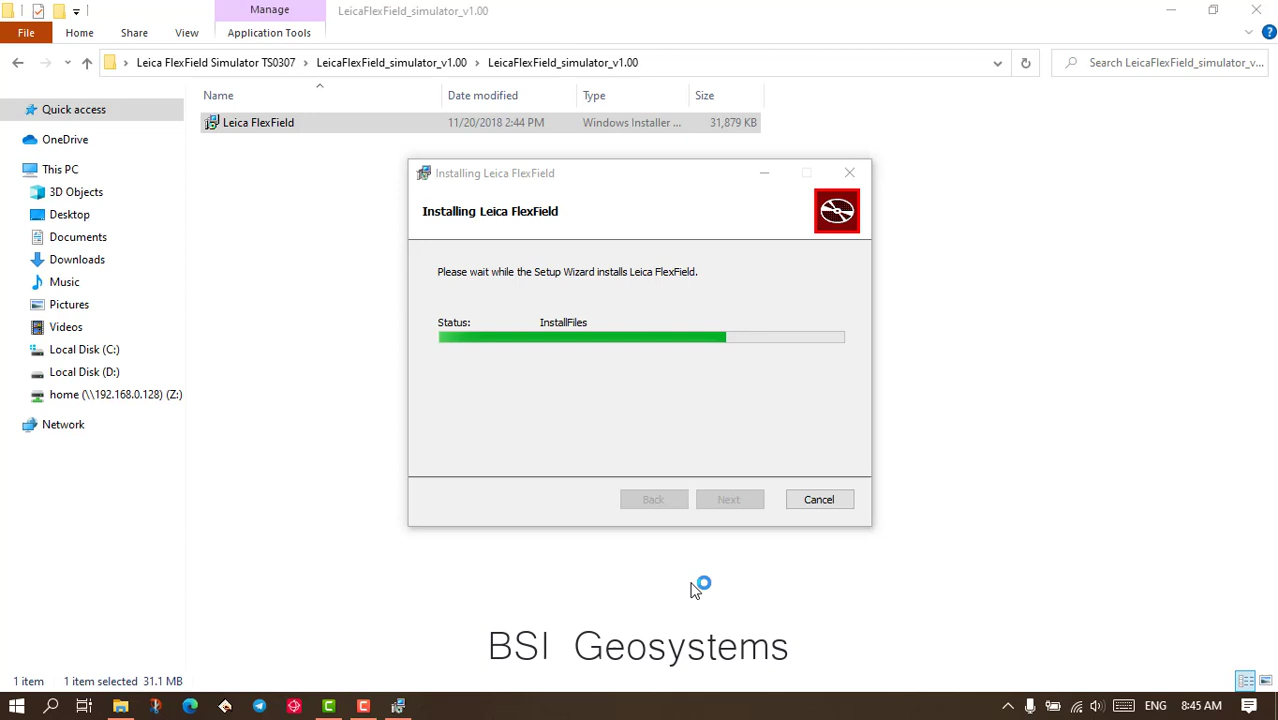 Manage
LeicaFlexField_simulator_v1.00
File
Home
Share
View
Application Tools
Leica FlexField Simulator TS0307
LeicaFlexField_simulator_v1.00
LeicaFlexField_simulator_v1.00
Search LeicaFlexField_simulator_v...
Name
Date modified
Type
Size
Quick access
Leica FlexField
11/20/2018 2:44 PM
Windows Installer ...
31,879 KB
OneDrive
This PC
3D Objects
Desktop
Documents
Downloads
Music
Pictures
Videos
Local Disk (C:)
Local Disk (D:)
home (\\192.168.0.128) (Z:)
Network
Installing Leica FlexField
Installing Leica FlexField
Please wait while the Setup Wizard installs Leica FlexField.
Status:
InstallFiles
Back
Next
Cancel
BSI Geosystems
1 item
1 item selected 31.1 MB
ENG
8:45 AM